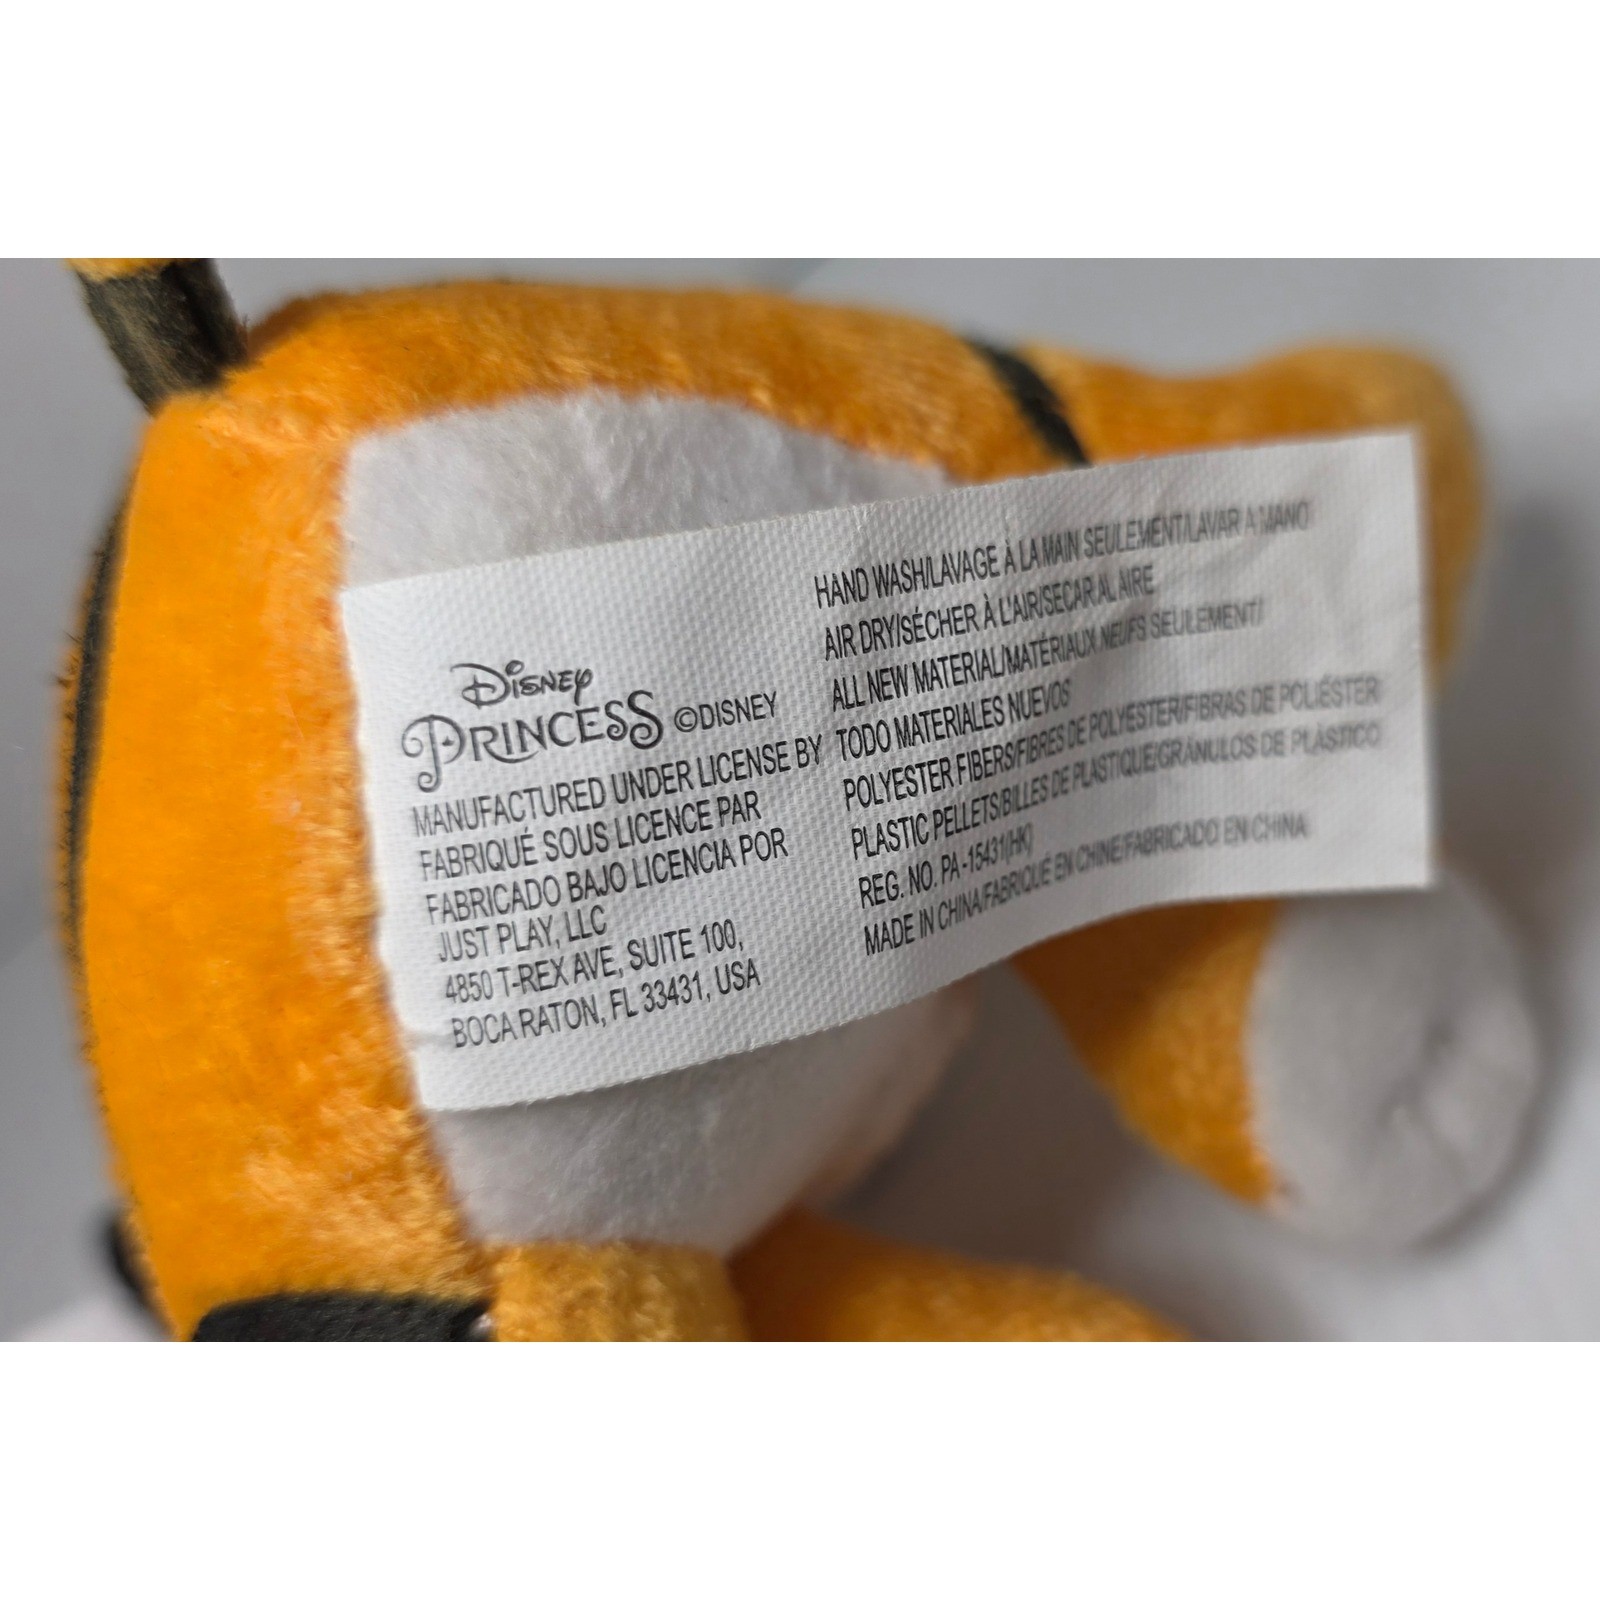 DISNEY
PRINCESS ©DISNEY
MANUFACTURED UNDER LICENSE BY
FABRIQUÉ SOUS LICENCE PAR
FABRICADO BAJO LICENCIA POR
JUST PLAY, LLC
4850 T-REX AVE, SUITE 100,
BOCA RATON, FL 33431, USA
HAND WASH/LAVAGE À LA MAIN SEULEMENT/LAVAR A MANO
AIR DRY/SÉCHER À L'AIR/SECAR AL AIRE
ALL NEW MATERIAL/MATÉRIAUX NEUFS SEULEMENT/
TODO MATERIALES NUEVOS
POLYESTER FIBERS/FIBRES DE POLYESTER/FIBRAS DE POLIÉSTER
PLASTIC PELLETS/BILLES DE PLASTIQUE/GRÁNULOS DE PLÁSTICO
REG. NO. PA-15431(HK)
MADE IN CHINA/FABRIQUÉ EN CHINE/FABRICADO EN CHINA